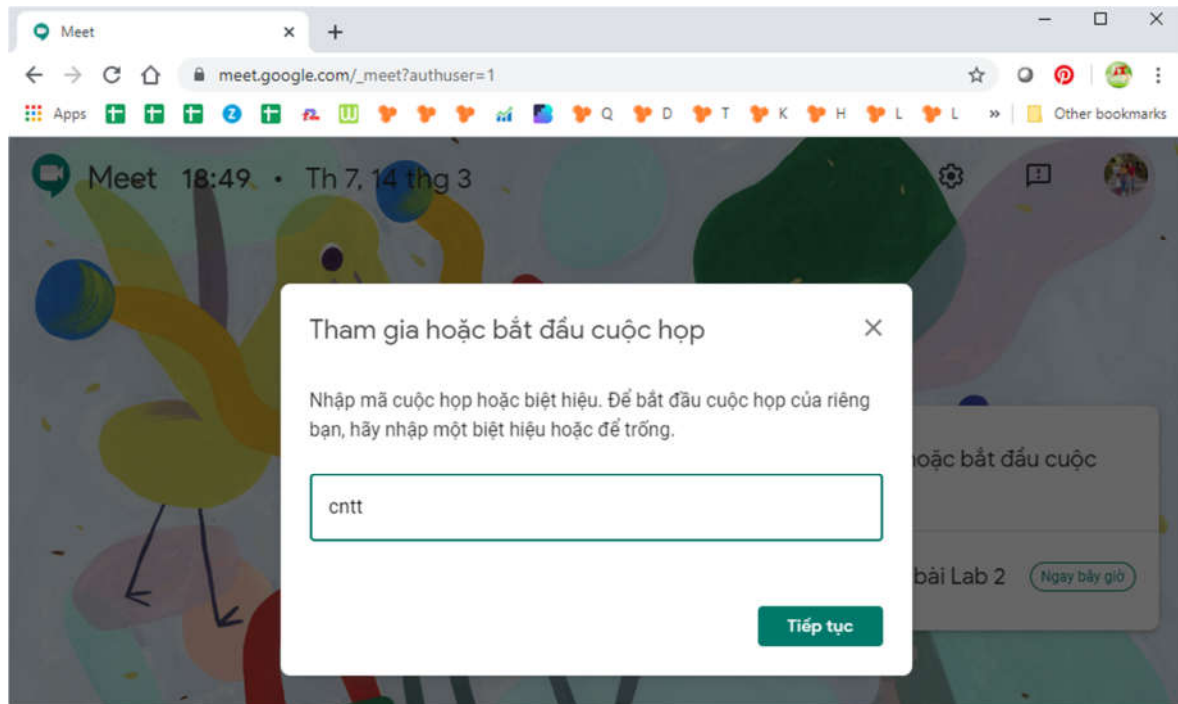 Meet
meet.google.com/_meet?authuser=1
Apps Q D T K H L L » Other bookmarks
Meet 18:49 • Th 7, 14 thg 3
Tham gia hoặc bắt đầu cuộc họp
Nhập mã cuộc họp hoặc biệt hiệu. Để bắt đầu cuộc họp của riêng
bạn, hãy nhập một biệt hiệu hoặc để trống.
hoặc bắt đầu cuộc
cntt
bài Lab 2 Ngay bây giờ
Tiếp tục